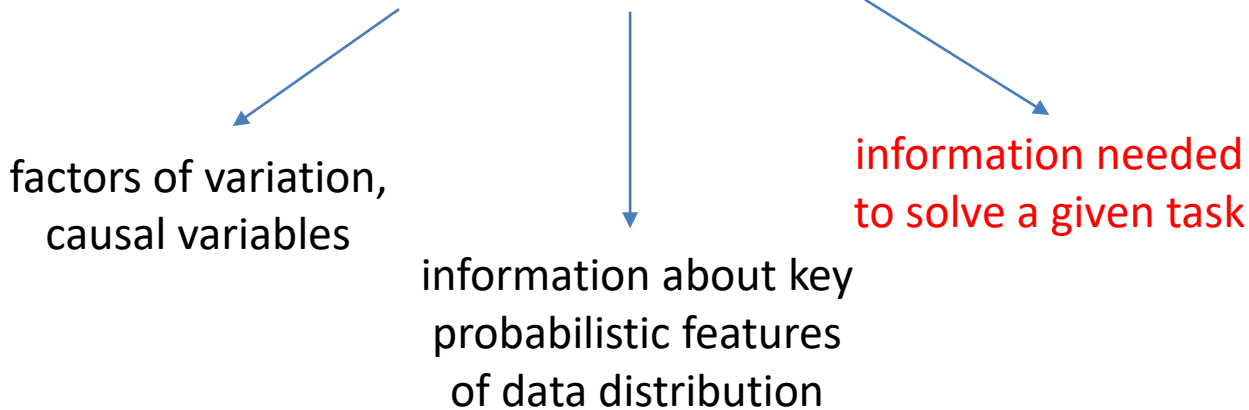 factors of variation,
causal variables
information about key
probabilistic features
of data distribution
information needed
to solve a given task